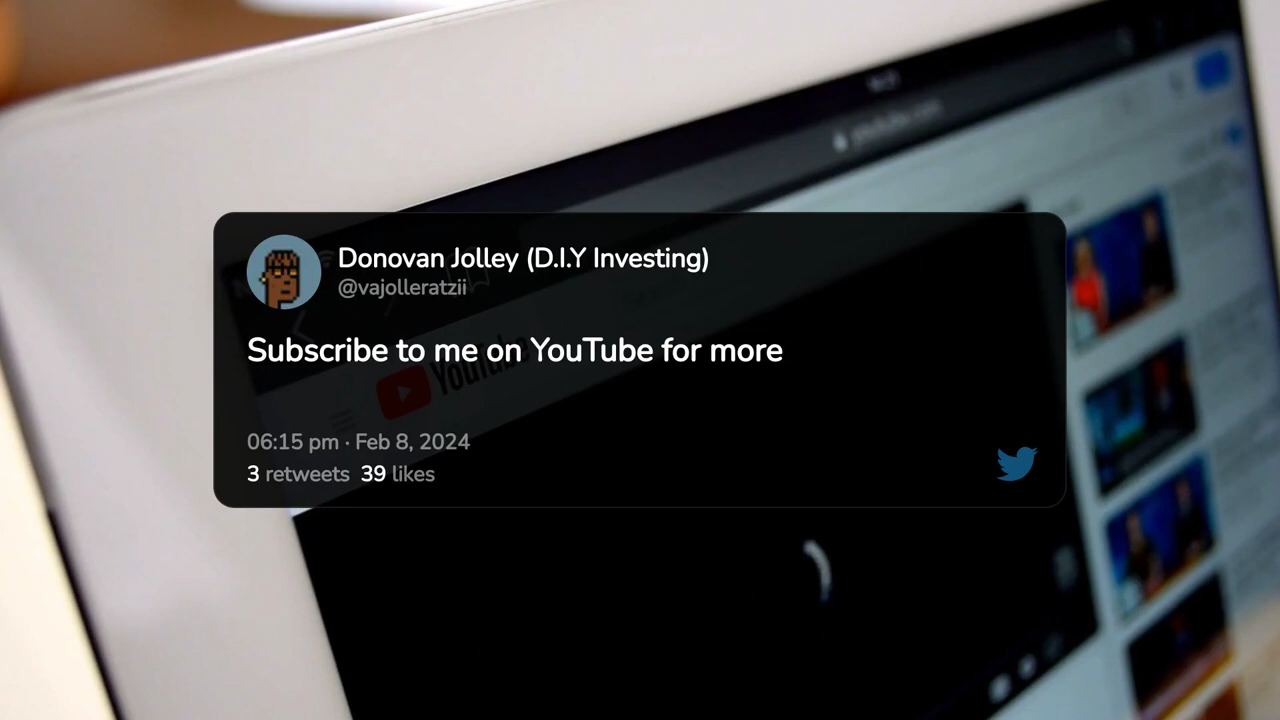 Donovan Jolley (D.I.Y Investing)
@vajolleratzii
Subscribe to me on YouTube for more
YouTube
06:15 pm · Feb 8, 2024
3 retweets 39 likes